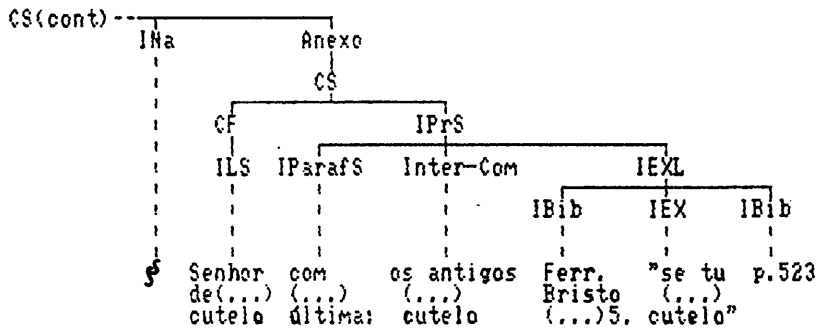 CS(cont)
INa Anexo
CS
CF IPrS
ILS IParafS Inter-Com IEXL
IBib IEX IBib
Senhor com os antigos Ferr. "se tu p.523
de(...) (...) (...) Bristo (...)
cutelo última: cutelo (...)5. cutelo"